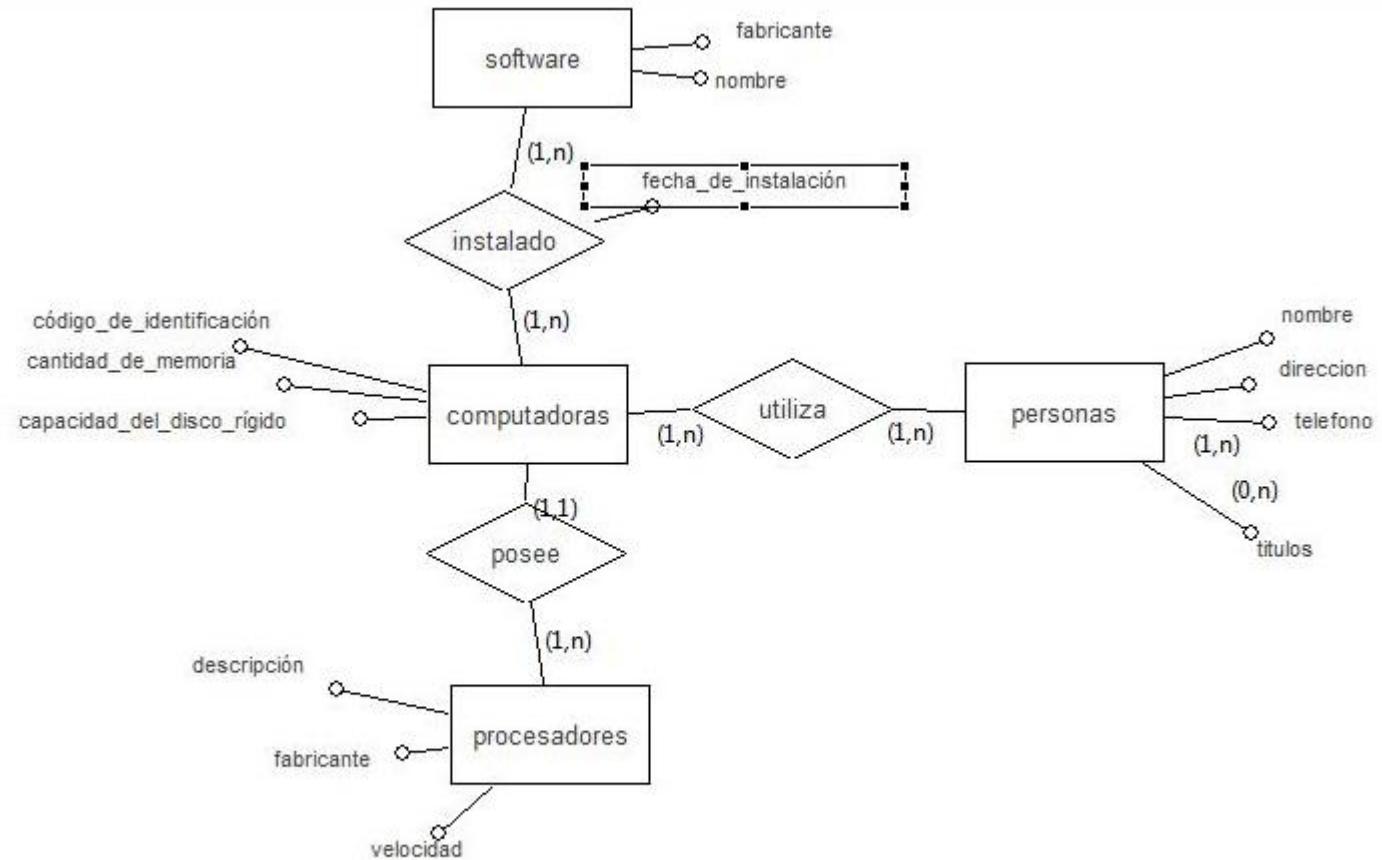 fabricante
software
nombre
(1,n)
fecha_de_instalación
instalado
(1,n)
código_de_identificación
cantidad_de_memoria
capacidad_del_disco_rígido
computadoras
(1,n)
utiliza
(1,n)
personas
nombre
direccion
telefono
(1,n)
(0,n)
titulos
(1,1)
posee
(1,n)
descripción
procesadores
fabricante
velocidad